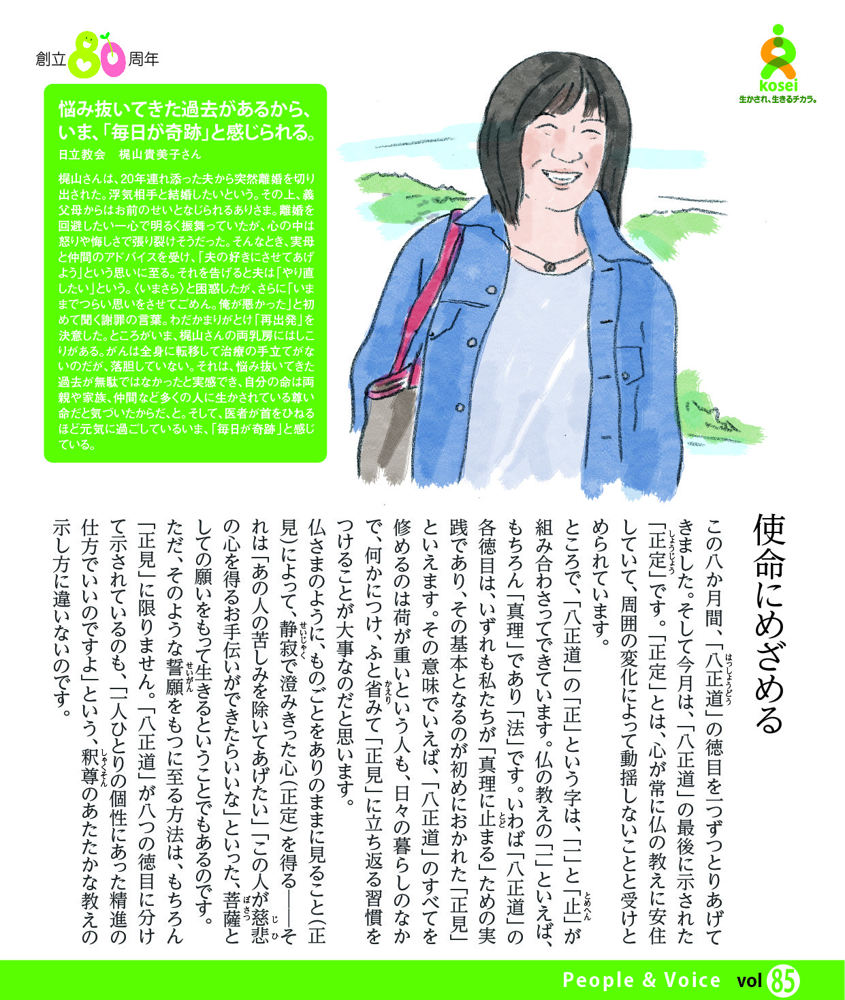 創立80周年
kosei
生かされ、生きるチカラ。
悩み抜いてきた過去があるから、
いま、「毎日が奇跡」と感じられる。
日立教会　梶山貴美子さん
梶山さんは、20年連れ添った夫から突然離婚を切り
出された。浮気相手と結婚したいという。その上、義
父母からはお前のせいとなじられるありさま。離婚を
回避したい一心で明るく振舞っていたが、心の中は
怒りや悔しさで張り裂けそうだった。そんなとき、実母
と仲間のアドバイスを受け、「夫の好きにさせてあげ
よう」という思いに至る。それを告げると夫は「やり直
したい」という。〈いまさら〉と困惑したが、さらに「いま
までつらい思いをさせてごめん。俺が悪かった」と初
めて聞く謝罪の言葉。わだかまりがとけ「再出発」を
決意した。ところがいま、梶山さんの両乳房にはしこ
りがある。がんは全身に転移して治療の手立てがな
いのだが、落胆していない。それは、悩み抜いてきた
過去が無駄ではなかったと実感でき、自分の命は両
親や家族、仲間など多くの人に生かされている尊い
命だと気づいたからだ、と。そして、医者が首をひねる
ほど元気に過ごしているいま、「毎日が奇跡」と感じ
ている。
使命にめざめる
この八か月間、「八正道（はっしょうどう）」の徳目を一つずつとりあげて
きました。そして今月は、「八正道」の最後に示された
「正定（しょうじょう）」です。「正定」とは、心が常に仏の教えに安住
していて、周囲の変化によって動揺しないことと受けと
められています。
ところで、「八正道」の「正」という字は、「一」と「止（とめへん）」が
組み合わさってできています。仏の教えの「一」といえば、
もちろん「真理」であり「法」です。いわば「八正道」の
各徳目は、いずれも私たちが「真理に止（とど）まる」ための実
践であり、その基本となるのが初めにおかれた「正見」
といえます。その意味でいえば、「八正道」のすべてを
修めるのは荷が重いという人も、日々の暮らしのなか
で、何かにつけ、ふと省（かえり）みて「正見」に立ち返る習慣を
つけることが大事なのだと思います。
仏さまのように、ものごとをありのままに見ること（正
見）によって、静寂（せいじゃく）で澄みきった心（正定）を得る――そ
れは「あの人の苦しみを除いてあげたい」「この人が慈悲（じひ）
の心を得るお手伝いができたらいいな」といった、菩薩（ぼさつ）と
しての願いをもって生きるということでもあるのです。
ただ、そのような誓願（せいがん）をもつに至る方法は、もちろん
「正見」に限りません。「八正道」が八つの徳目に分け
て示されているのも、「一人ひとりの個性にあった精進の
仕方でいいのですよ」という、釈尊（しゃくそん）のあたたかな教えの
示し方に違いないのです。
People & Voice vol 85